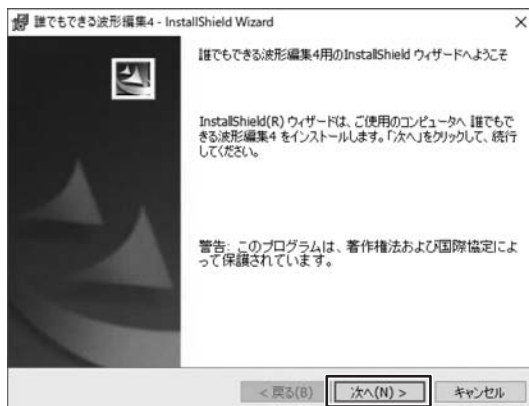 誰でもできる波形編集4 - InstallShield Wizard
誰でもできる波形編集4用のInstallShield ウィザードへようこそ
InstallShield(R) ウィザードは、ご使用のコンピュータへ 誰でもで
きる波形編集4 をインストールします。「次へ」をクリックして、続行
してください。
警告: このプログラムは、著作権法および国際協定によ
って保護されています。
< 戻る(B)
次へ(N) >
キャンセル